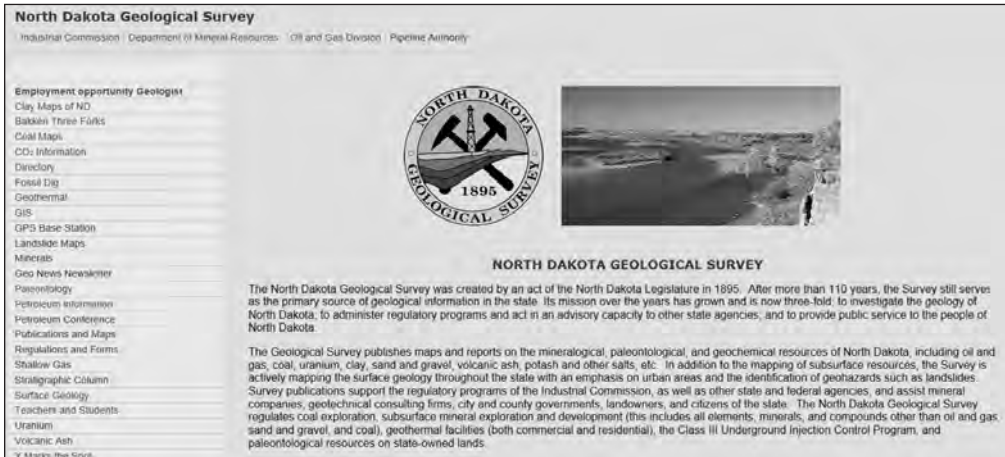 North Dakota Geological Survey
Industrial Commission Department of Mineral Resources Oil and Gas Division Pipeline Authority
Employment opportunity Geologist
Clay Maps of ND
Bakken Three Forks
Coal Maps
CO₂ Information
Directory
Fossil Dig
Geothermal
GIS
GPS Base Station
Landslide Maps
Minerals
Geo News Newsletter
Paleontology
Petroleum Information
Petroleum Conference
Publications and Maps
Regulations and Forms
Shallow Gas
Stratigraphic Column
Surface Geology
Teachers and Students
Uranium
Volcanic Ash
X Marks the Spot
NORTH DAKOTA
1895
GEOLOGICAL SURVEY
NORTH DAKOTA GEOLOGICAL SURVEY
The North Dakota Geological Survey was created by an act of the North Dakota Legislature in 1895. After more than 110 years, the Survey still serves
as the primary source of geological information in the state. Its mission over the years has grown and is now three-fold; to investigate the geology of
North Dakota; to administer regulatory programs and act in an advisory capacity to other state agencies; and to provide public service to the people of
North Dakota.
The Geological Survey publishes maps and reports on the mineralogical, paleontological, and geochemical resources of North Dakota, including oil and
gas, coal, uranium, clay, sand and gravel, volcanic ash, potash and other salts, etc. In addition to the mapping of subsurface resources, the Survey is
actively mapping the surface geology throughout the state with an emphasis on urban areas and the identification of geohazards such as landslides.
Survey publications support the regulatory programs of the Industrial Commission, as well as other state and federal agencies, and assist mineral
companies, geotechnical consulting firms, city and county governments, landowners, and citizens of the state. The North Dakota Geological Survey
regulates coal exploration, subsurface mineral exploration and development (this includes all elements, minerals, and compounds other than oil and gas,
sand and gravel, and coal), geothermal facilities (both commercial and residential), the Class III Underground Injection Control Program, and
paleontological resources on state-owned lands.